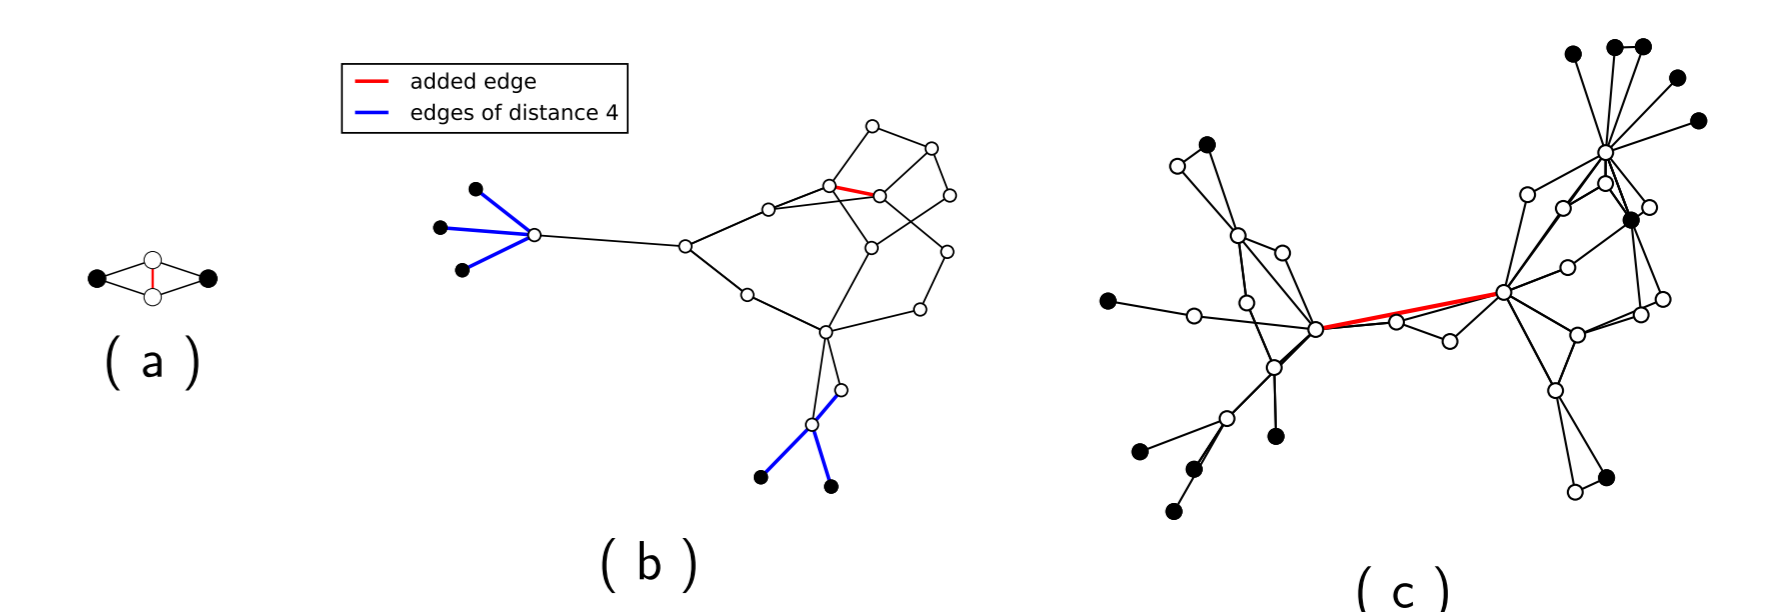 added edge
edges of distance 4
( a )
( b )
( c )